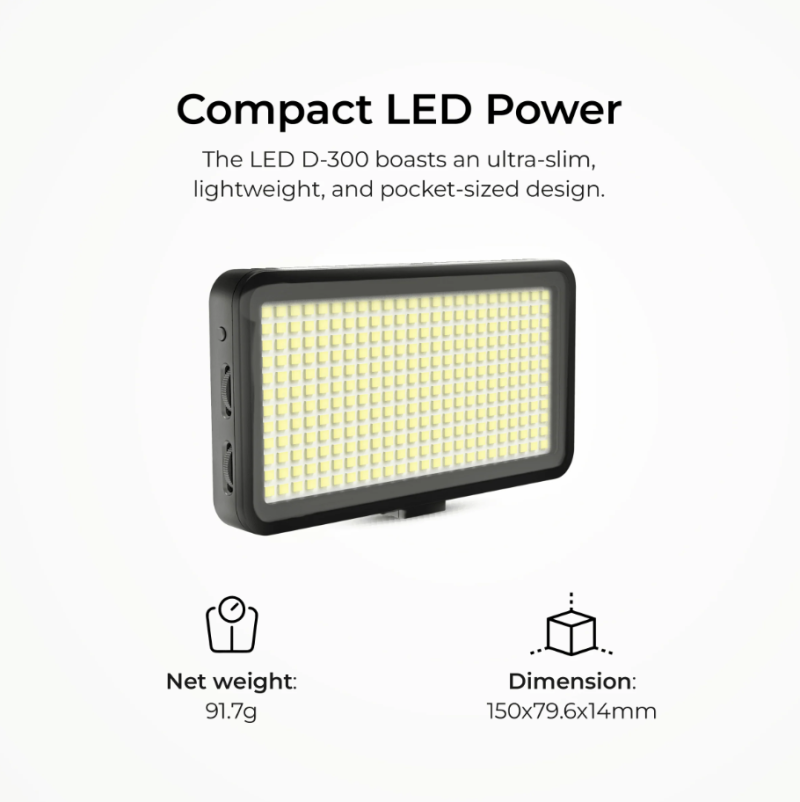 Compact LED Power
The LED D-300 boasts an ultra-slim,
lightweight, and pocket-sized design.
Net weight:
91.7g
Dimension:
150x79.6x14mm